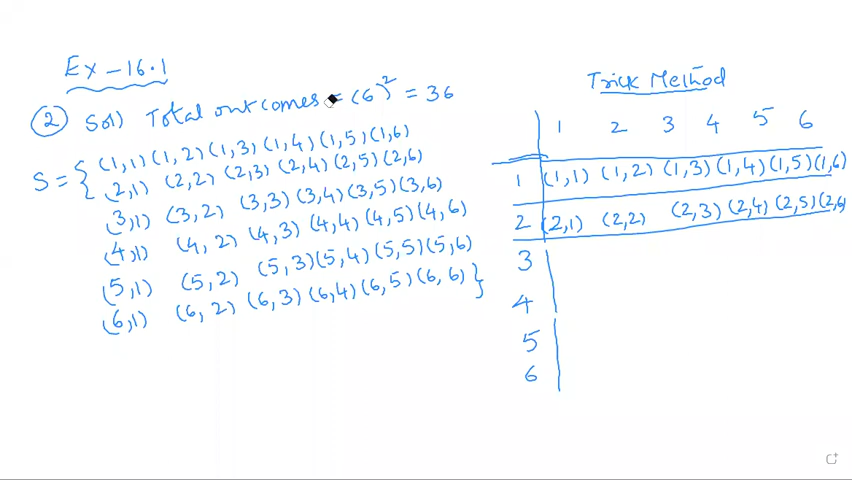 Ex - 16.1
② Sol) Total outcomes = (6)² = 36
S = { (1,1) (1,2) (1,3) (1,4) (1,5) (1,6)
(2,1) (2,2) (2,3) (2,4) (2,5) (2,6)
3,1) (3,2) (3,3) (3,4) (3,5) (3,6)
(4,1) (4,2) (4,3) (4,4) (4,5) (4,6)
(5,1) (5,2) (5,3) (5,4) (5,5) (5,6)
(6,1) (6,2) (6,3) (6,4) (6,5) (6,6) }
Trick Method
1 2 3 4 5 6
1 (1,1) (1,2) (1,3) (1,4) (1,5) (1,6)
2 (2,1) (2,2) (2,3) (2,4) (2,5) (2,6)
3
4
5
6